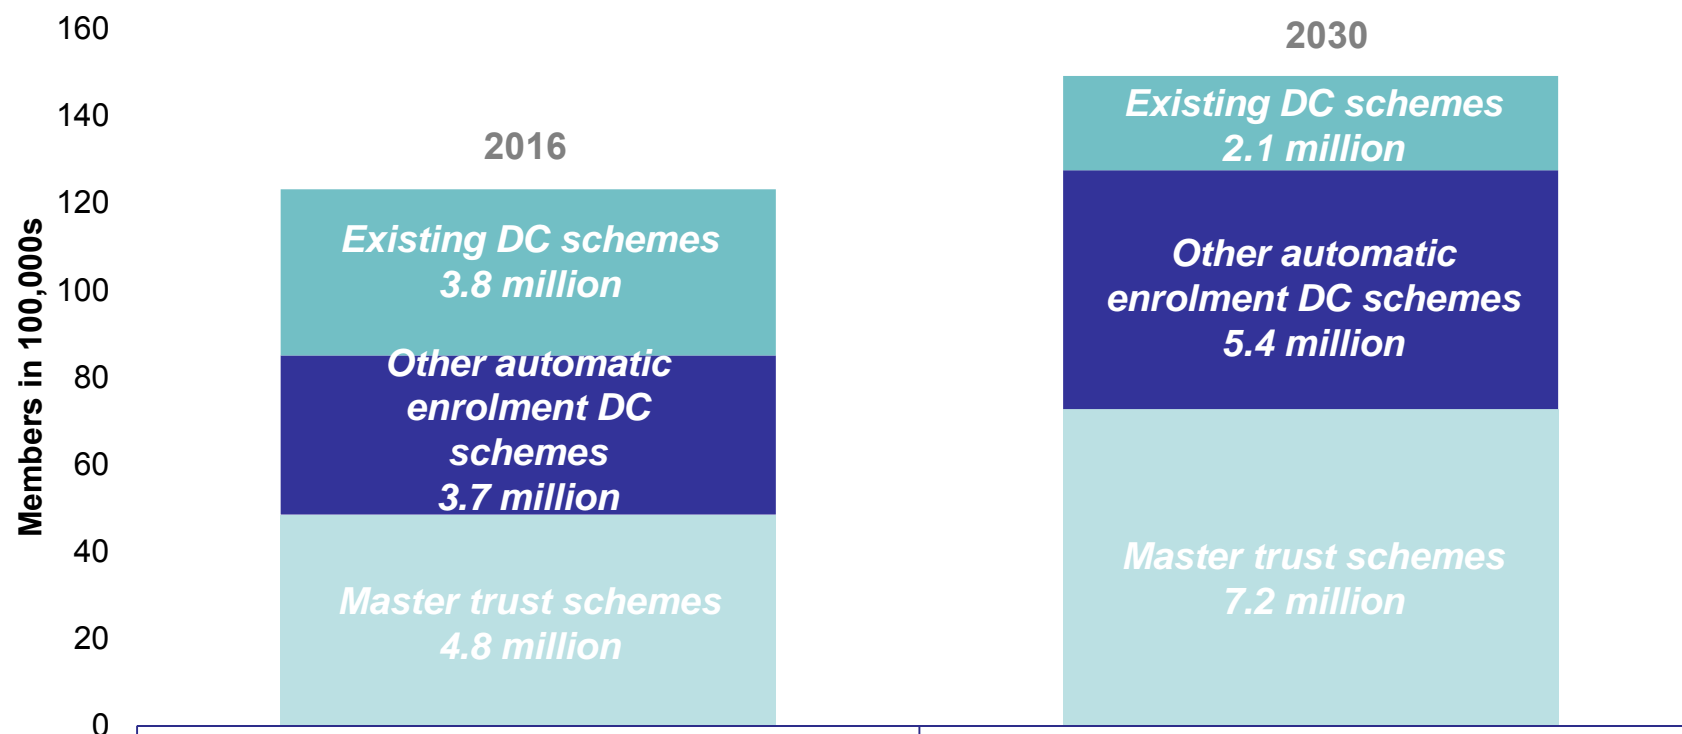 Members in 100,000s
160
140
120
100
80
60
40
20
0
2016
Existing DC schemes
3.8 million
Other automatic
enrolment DC
schemes
3.7 million
Master trust schemes
4.8 million
2030
Existing DC schemes
2.1 million
Other automatic
enrolment DC schemes
5.4 million
Master trust schemes
7.2 million